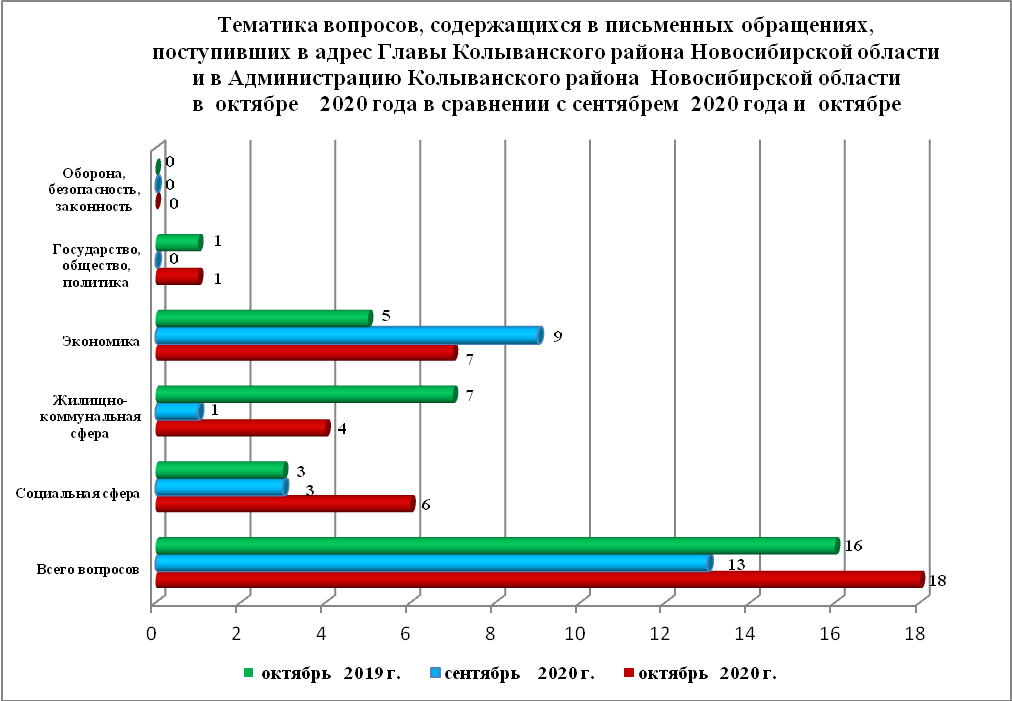 Тематика вопросов, содержащихся в письменных обращениях,
поступивших в адрес Главы Колыванского района Новосибирской области
и в Администрацию Колыванского района Новосибирской области
в октябре 2020 года в сравнении с сентябрем 2020 года и октябре
Оборона,
безопасность,
законность
0
0
0
Государство,
общество,
политика
1
0
1
Экономика
5
9
7
Жилищно-
коммунальная
сфера
7
1
4
Социальная сфера
3
3
6
Всего вопросов
16
13
18
0 2 4 6 8 10 12 14 16 18
октябрь 2019 г. сентябрь 2020 г. октябрь 2020 г.